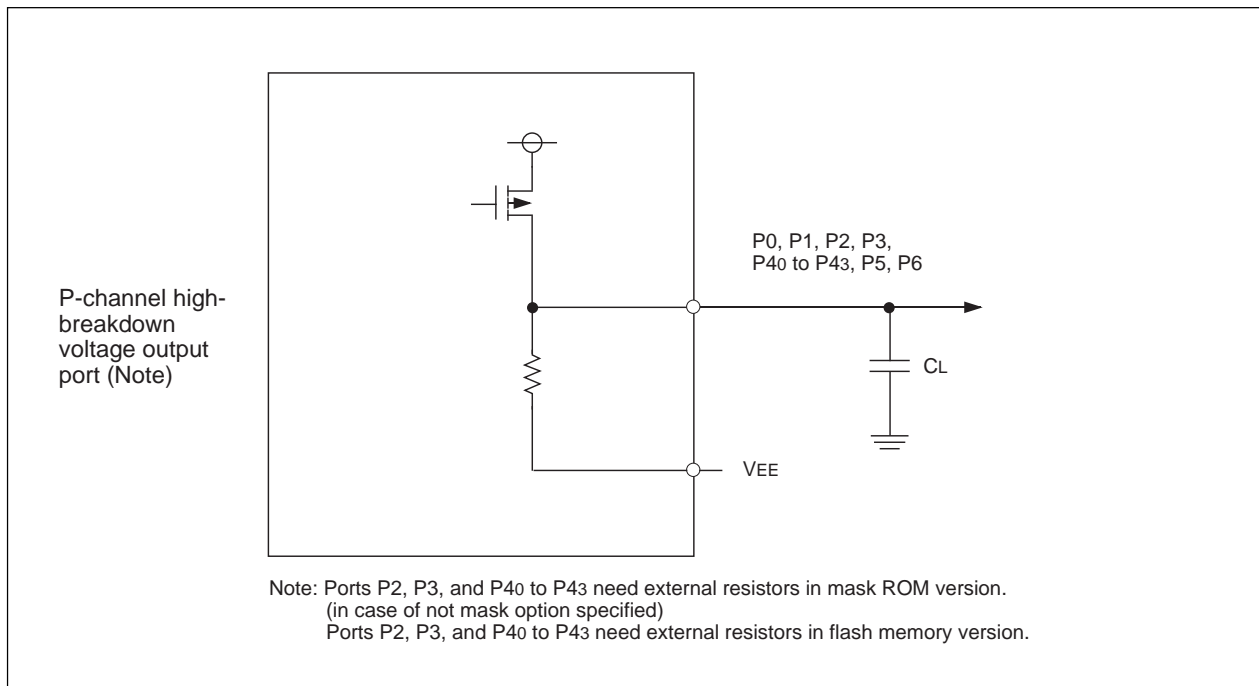 P0, P1, P2, P3,
P40 to P43, P5, P6
P-channel high-
breakdown
voltage output
port (Note)
CL
VEE
Note: Ports P2, P3, and P40 to P43 need external resistors in mask ROM version.
(in case of not mask option specified)
Ports P2, P3, and P40 to P43 need external resistors in flash memory version.